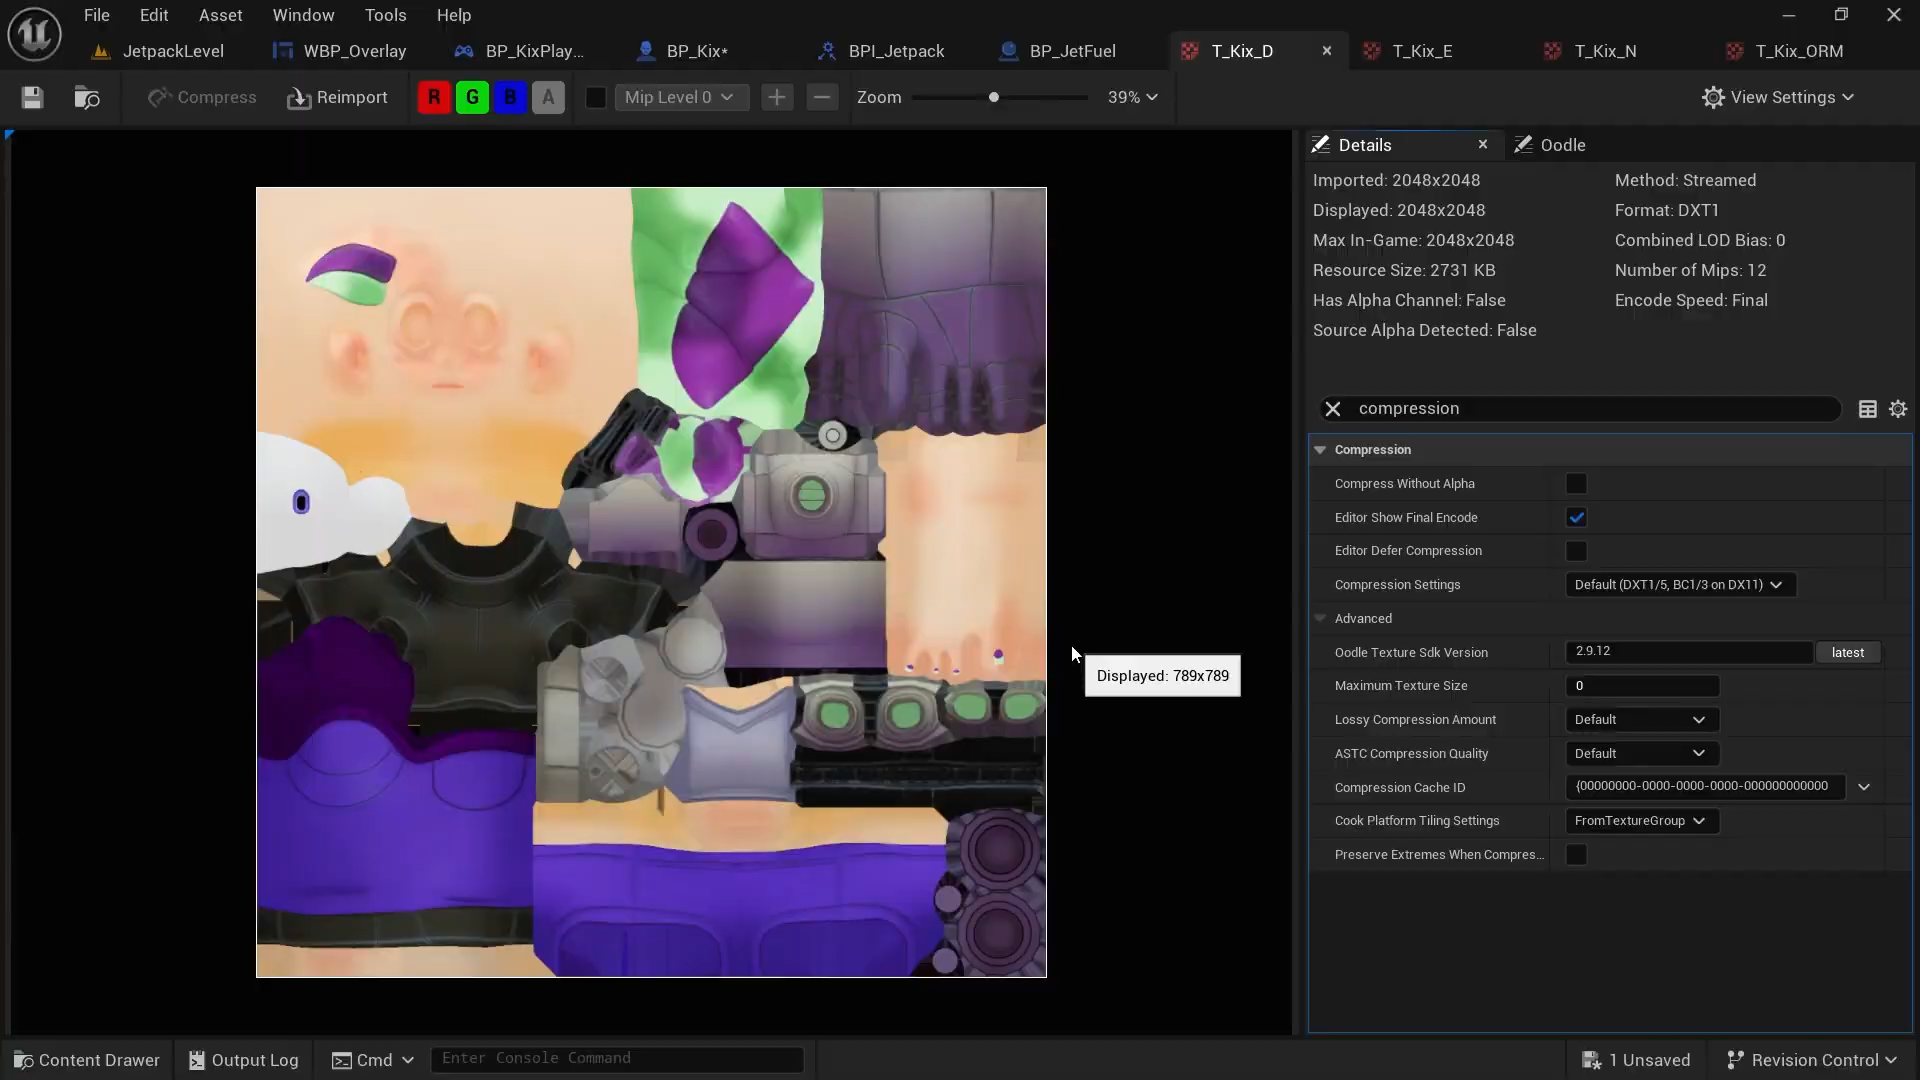 File Edit Asset Window Tools Help
JetpackLevel WBP_Overlay BP_KixPlay... BP_Kix* BPI_Jetpack BP_JetFuel T_Kix_D T_Kix_E T_Kix_N T_Kix_ORM
Compress Reimport R G B A Mip Level 0 Zoom 39% View Settings
Details Oodle
Imported: 2048x2048 Method: Streamed
Displayed: 2048x2048 Format: DXT1
Max In-Game: 2048x2048 Combined LOD Bias: 0
Resource Size: 2731 KB Number of Mips: 12
Has Alpha Channel: False Encode Speed: Final
Source Alpha Detected: False
compression
Compression
Compress Without Alpha
Editor Show Final Encode
Editor Defer Compression
Compression Settings Default (DXT1/5, BC1/3 on DX11)
Advanced
Oodle Texture Sdk Version 2.9.12 latest
Displayed: 789x789
Maximum Texture Size 0
Lossy Compression Amount Default
ASTC Compression Quality Default
Compression Cache ID {00000000-0000-0000-0000-000000000000
Cook Platform Tiling Settings FromTextureGroup
Preserve Extremes When Compres...
Content Drawer Output Log Cmd Enter Console Command 1 Unsaved Revision Control